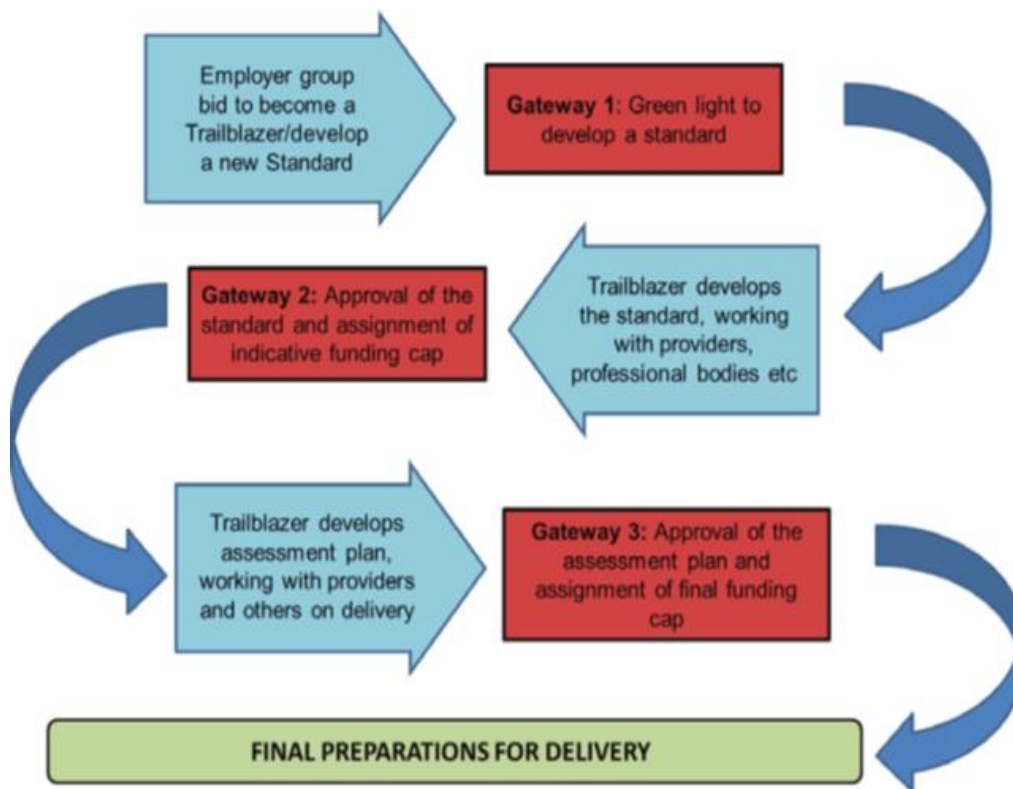 Employer group
bid to become a
Trailblazer/develop
a new Standard
Gateway 1: Green light to
develop a standard
Trailblazer develops
the standard, working
with providers,
professional bodies etc
Gateway 2: Approval of the
standard and assignment of
indicative funding cap
Trailblazer develops
assessment plan,
working with providers
and others on delivery
Gateway 3: Approval of the
assessment plan and
assignment of final funding
cap
FINAL PREPARATIONS FOR DELIVERY